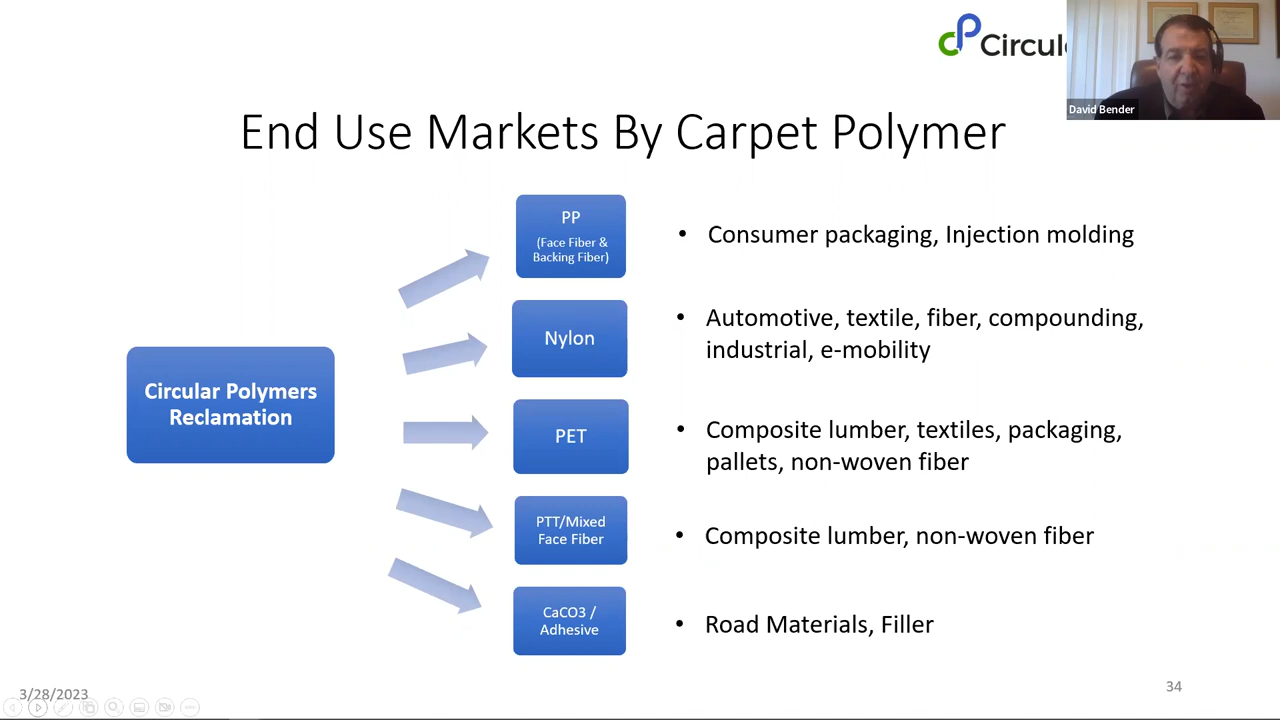 Circul
David Bender
End Use Markets By Carpet Polymer
PP
(Face Fiber &
Backing Fiber)
• Consumer packaging, Injection molding
Nylon
• Automotive, textile, fiber, compounding,
industrial, e-mobility
Circular Polymers
Reclamation
PET
• Composite lumber, textiles, packaging,
pallets, non-woven fiber
PTT/Mixed
Face Fiber
• Composite lumber, non-woven fiber
CaCO3 /
Adhesive
• Road Materials, Filler
3/28/2023
34